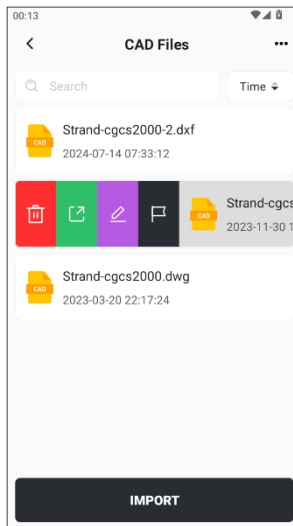 00:13
CAD Files
Search
Time
CAD
Strand-cgcs2000-2.dxf
2024-07-14 07:33:12
CAD
Strand-cgcs
2023-11-30 1
CAD
Strand-cgcs2000.dwg
2023-03-20 22:17:24
IMPORT